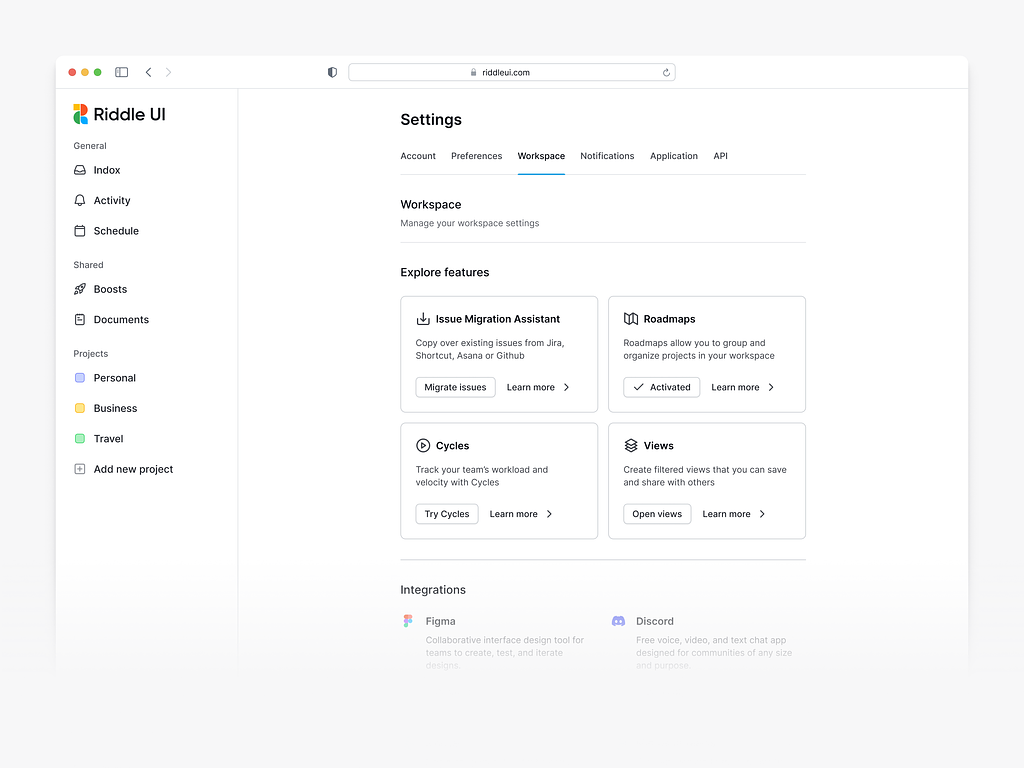 riddleui.com
Riddle UI
General
Indox
Activity
Schedule
Shared
Boosts
Documents
Projects
Personal
Business
Travel
Add new project
Settings
Account Preferences Workspace Notifications Application API
Workspace
Manage your workspace settings
Explore features
Issue Migration Assistant
Copy over existing issues from Jira,
Shortcut, Asana or Github
Migrate issues Learn more
Roadmaps
Roadmaps allow you to group and
organize projects in your workspace
Activated Learn more
Cycles
Track your team's workload and
velocity with Cycles
Try Cycles Learn more
Views
Create filtered views that you can save
and share with others
Open views Learn more
Integrations
Figma
Collaborative interface design tool for
teams to create, test, and iterate
designs.
Discord
Free voice, video, and text chat app
designed for communities of any size
and purpose.